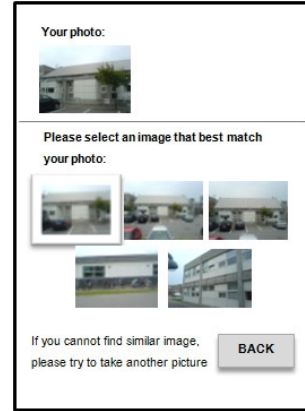 Your photo:
Please select an image that best match
your photo:
If you cannot find similar image,
please try to take another picture
BACK